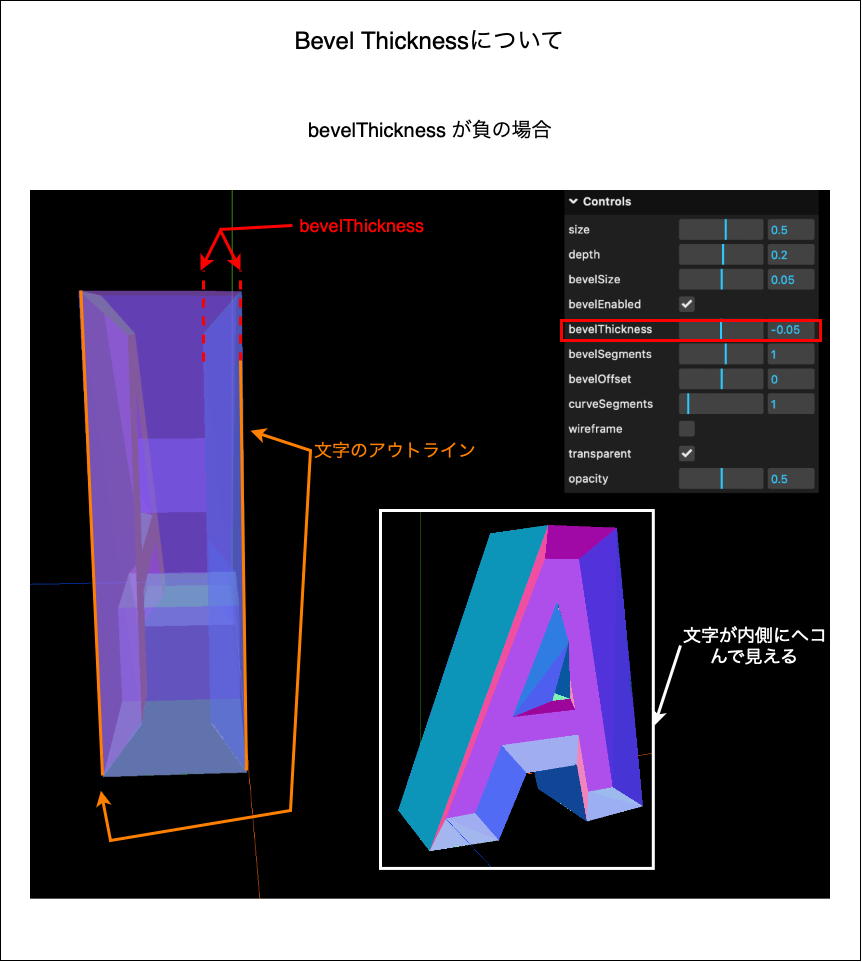 Bevel Thicknessについて
bevelThickness が負の場合
bevelThickness
Controls
size 0.5
depth 0.2
bevelSize 0.05
bevelEnabled
bevelThickness -0.05
bevelSegments 1
bevelOffset 0
curveSegments 1
wireframe
transparent
opacity 0.5
文字のアウトライン
A
文字が内側にヘコ
んで見える